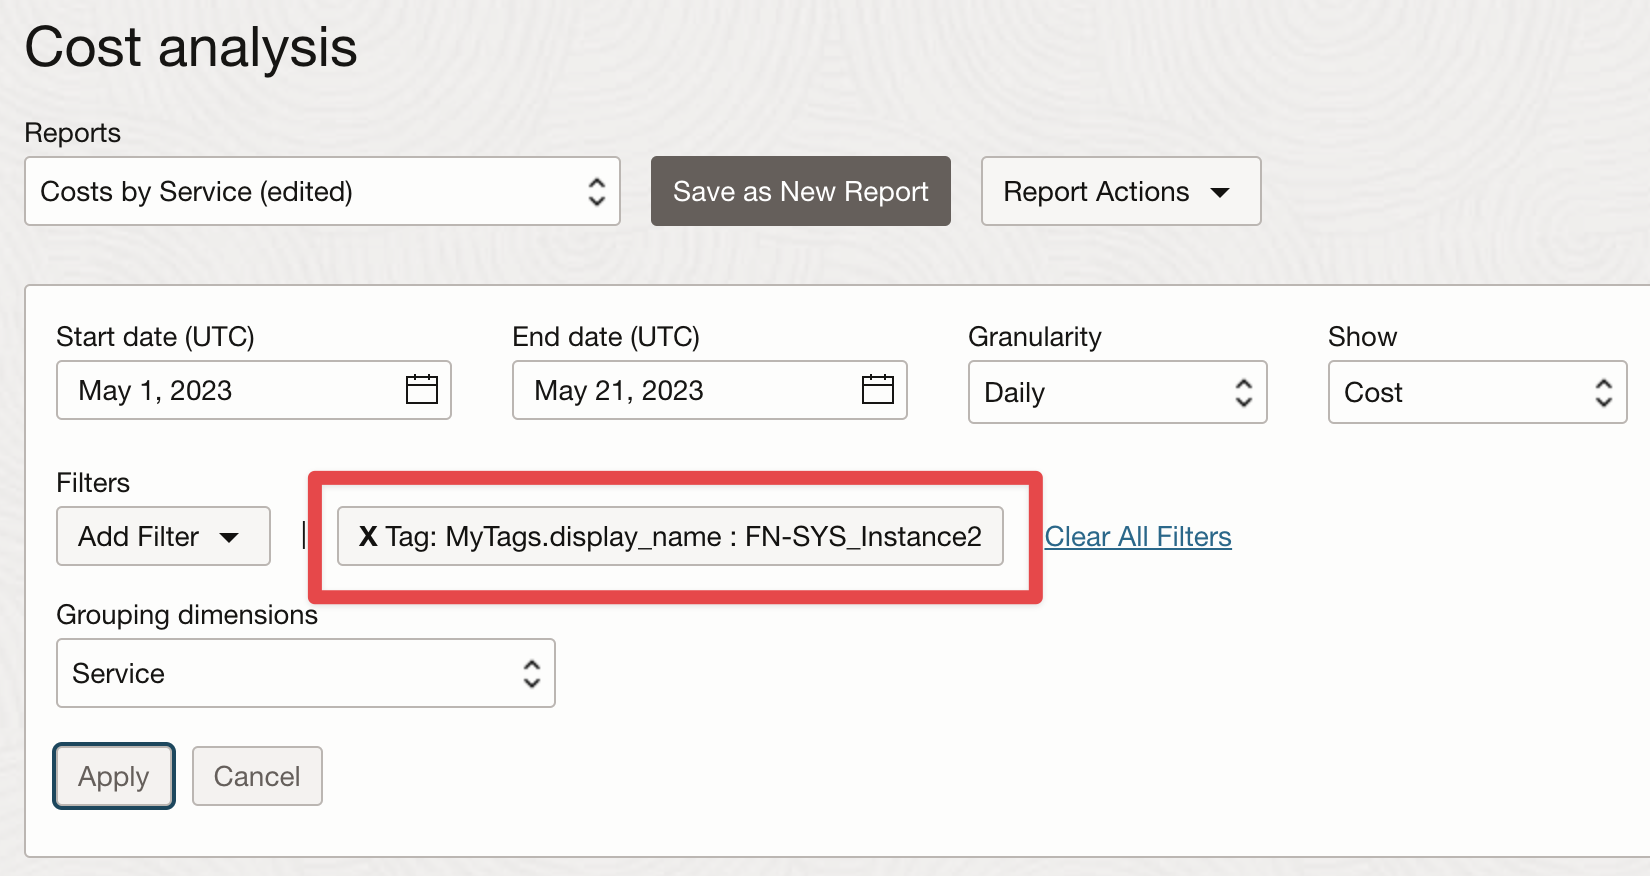 Cost analysis
Reports
Costs by Service (edited)
Save as New Report
Report Actions
Start date (UTC)
End date (UTC)
Granularity
Show
May 1, 2023
May 21, 2023
Daily
Cost
Filters
Add Filter
X Tag: MyTags.display_name : FN-SYS_Instance2
Clear All Filters
Grouping dimensions
Service
Apply
Cancel